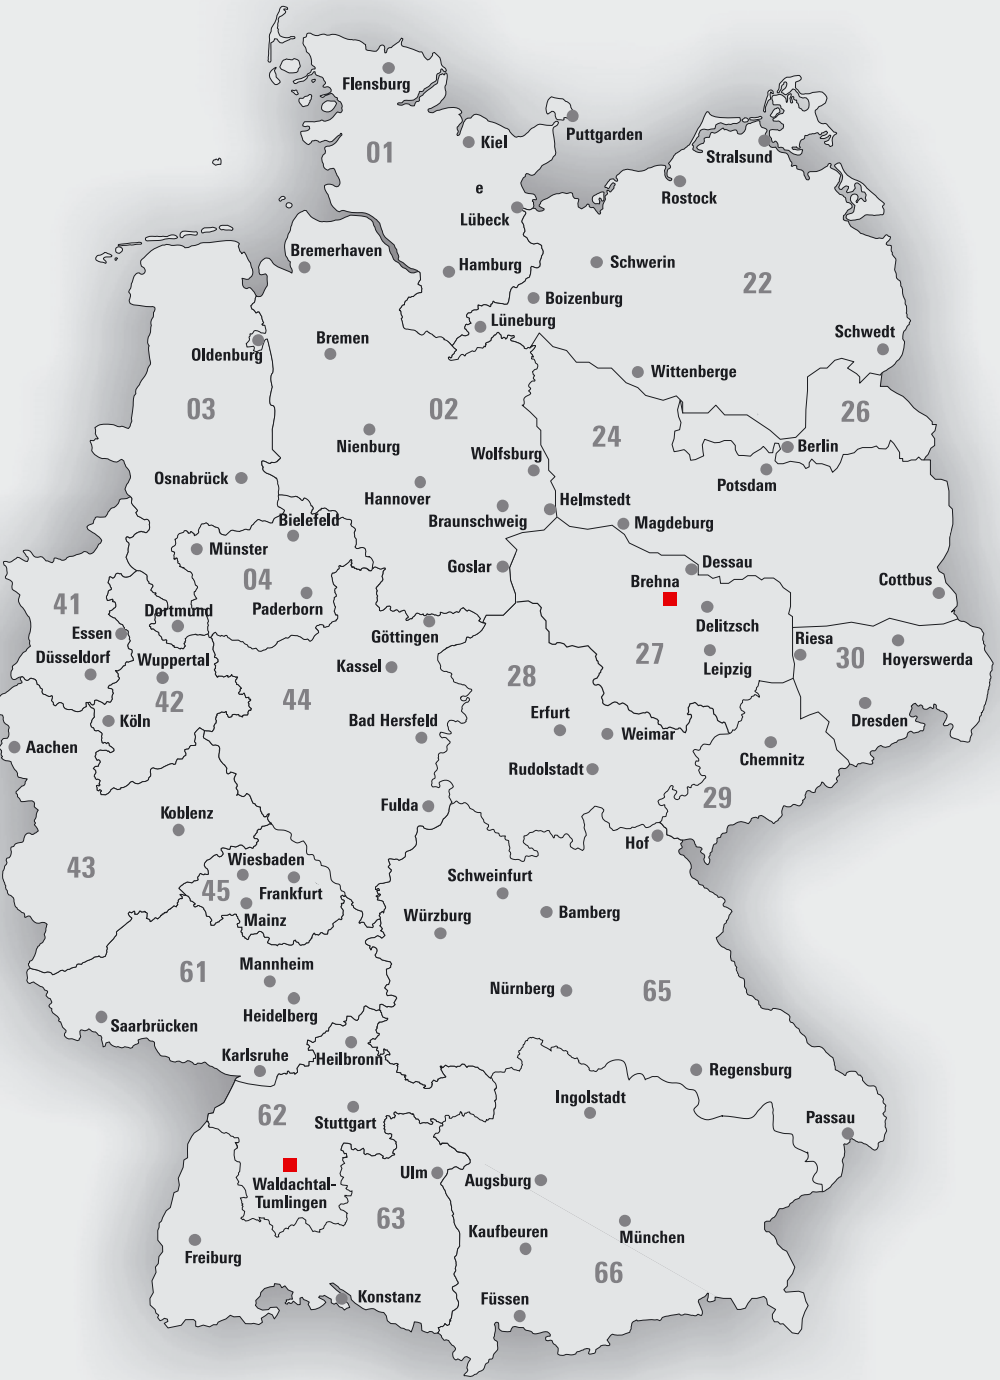 Flensburg
Puttgarden
Kiel
01
Stralsund
e
Rostock
Lübeck
Bremerhaven
Hamburg
Schwerin
22
Boizenburg
Lüneburg
Schwedt
Bremen
Oldenburg
Wittenberge
03
02
26
24
Nienburg
Berlin
Wolfsburg
Osnabrück
Potsdam
Hannover
Helmstedt
Bielefeld
Braunschweig
Magdeburg
Münster
Goslar
Dessau
04
Brehna
Cottbus
41
Dortmund
Paderborn
Delitzsch
Essen
Göttingen
Riesa
Düsseldorf
Wuppertal
Kassel
27
30
Hoyerswerda
Leipzig
28
42
44
Köln
Bad Hersfeld
Erfurt
Dresden
Aachen
Weimar
Chemnitz
Rudolstadt
29
Fulda
Koblenz
Hof
43
Wiesbaden
Schweinfurt
45
Frankfurt
Mainz
Würzburg
Bamberg
Mannheim
61
Nürnberg
65
Heidelberg
Saarbrücken
Karlsruhe
Heilbronn
Regensburg
Ingolstadt
62
Stuttgart
Passau
Ulm
Augsburg
Waldachtal-
Tumlingen
63
Kaufbeuren
München
Freiburg
66
Konstanz
Füssen